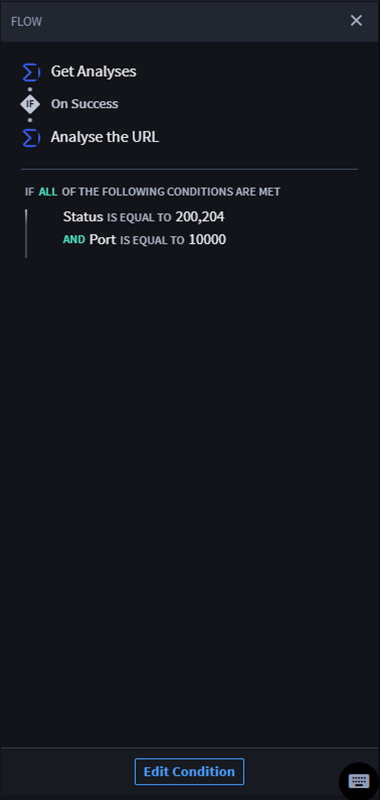 FLOW
Get Analyses
IF On Success
Analyse the URL
IF ALL OF THE FOLLOWING CONDITIONS ARE MET
Status IS EQUAL TO 200,204
AND Port IS EQUAL TO 10000
Edit Condition